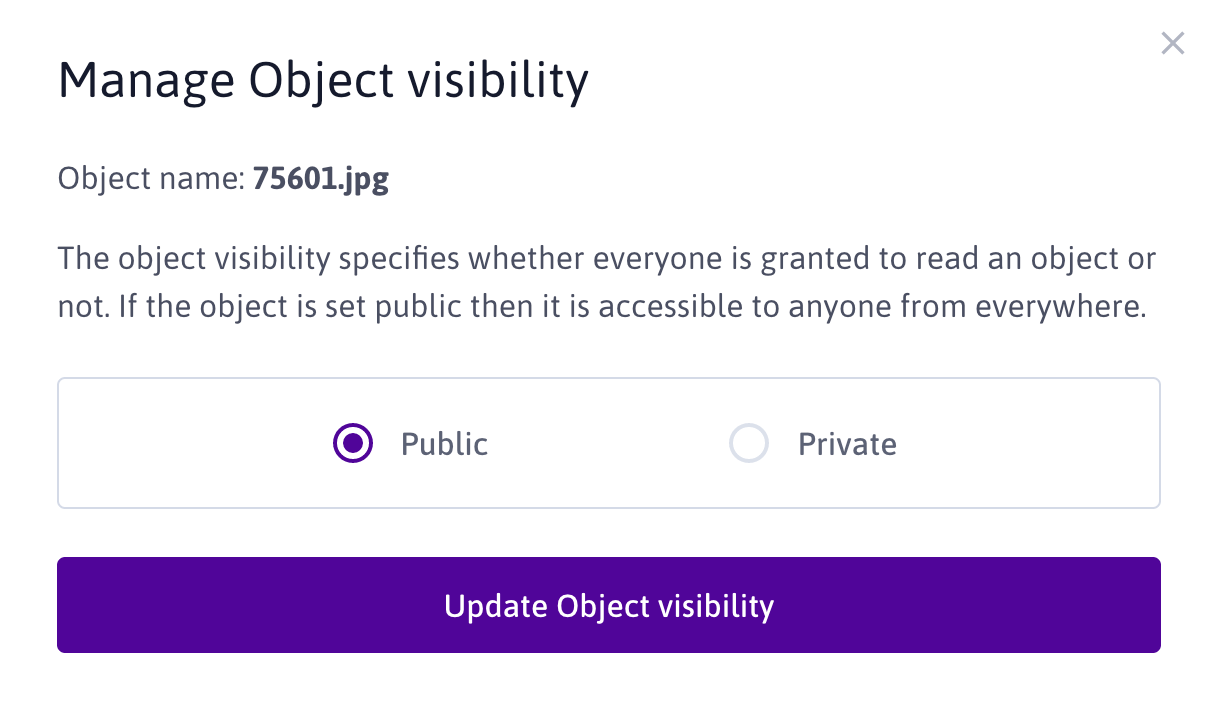 Manage Object visibility
Object name: 75601.jpg
The object visibility specifies whether everyone is granted to read an object or
not. If the object is set public then it is accessible to anyone from everywhere.
Public
Private
Update Object visibility